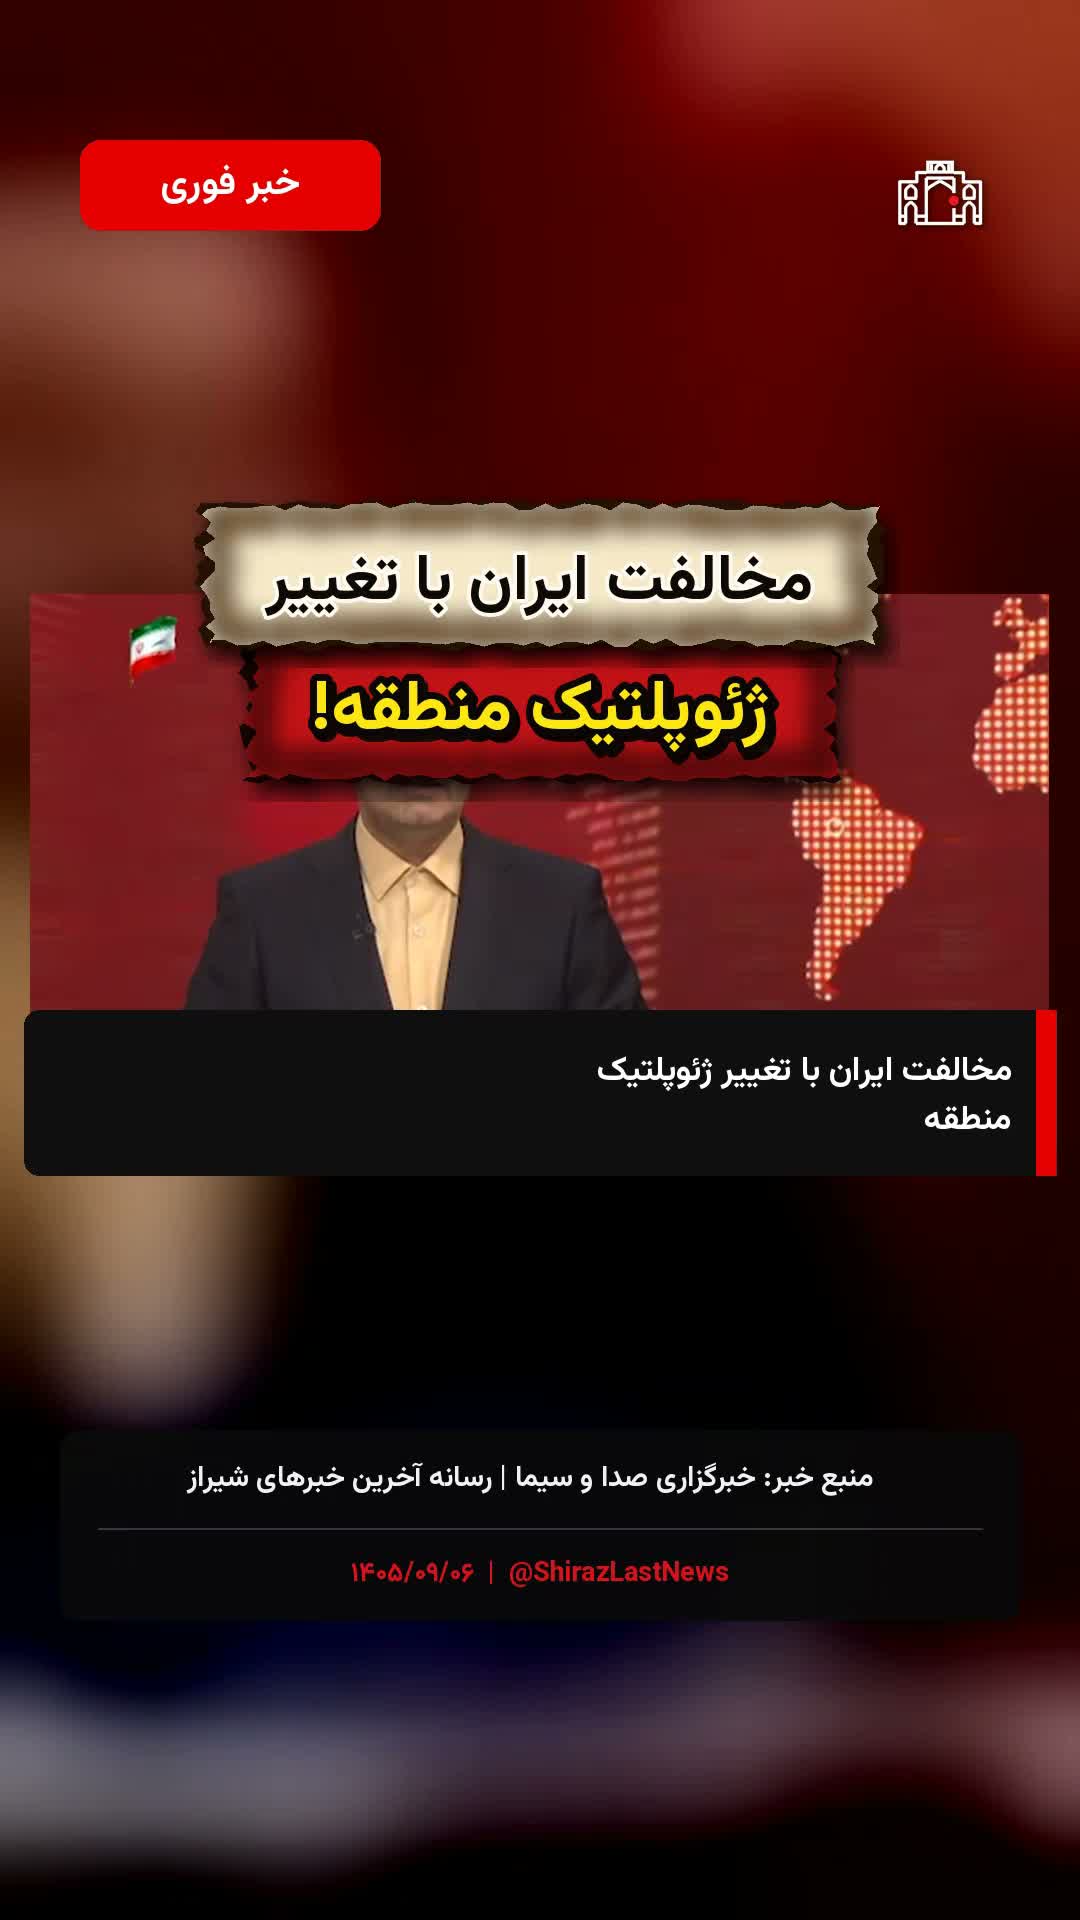 خبر فوری
مخالفت ایران با تغییر
ژئوپلتیک منطقه!
مخالفت ایران با تغییر ژئوپلتیک
منطقه
منبع خبر: خبرگزاری صدا و سیما | رسانه آخرین خبرهای شیراز
۱۴۰۵/۰۹/۰۶ | @ShirazLastNews